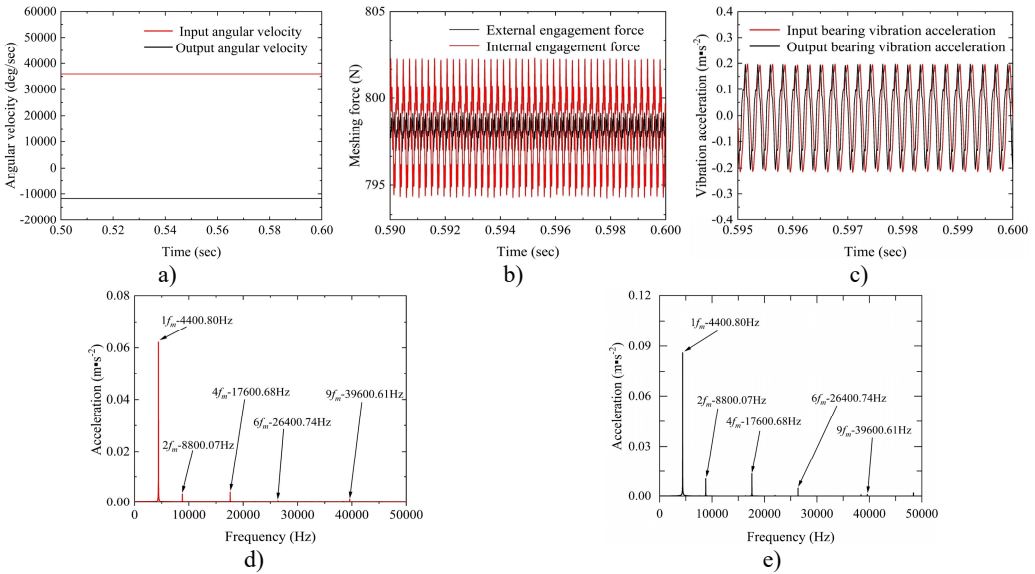 Input angular velocity
Output angular velocity
Angular velocity (deg/sec)
60000
50000
40000
30000
20000
10000
0
-10000
-20000
0.50 0.52 0.54 0.56 0.58 0.60
Time (sec)
a)
External engagement force
Internal engagement force
Meshing force (N)
805
800
795
0.590 0.592 0.594 0.596 0.598 0.600
Time (sec)
b)
Input bearing vibration acceleration
Output bearing vibration acceleration
Vibration acceleration (m▪s-2)
0.4
0.3
0.2
0.1
0.0
-0.1
-0.2
-0.3
-0.4
0.595 0.596 0.597 0.598 0.599 0.600
Time (sec)
c)
Acceleration (m▪s-2)
0.08
0.06
0.04
0.02
0.00
1fm-4400.80Hz
4fm-17600.68Hz
9fm-39600.61Hz
6fm-26400.74Hz
2fm-8800.07Hz
0 10000 20000 30000 40000 50000
Frequency (Hz)
d)
Acceleration (m▪s-2)
0.12
0.09
0.06
0.03
0.00
1fm-4400.80Hz
2fm-8800.07Hz
6fm-26400.74Hz
4fm-17600.68Hz
9fm-39600.61Hz
0 10000 20000 30000 40000 50000
Frequency (Hz)
e)